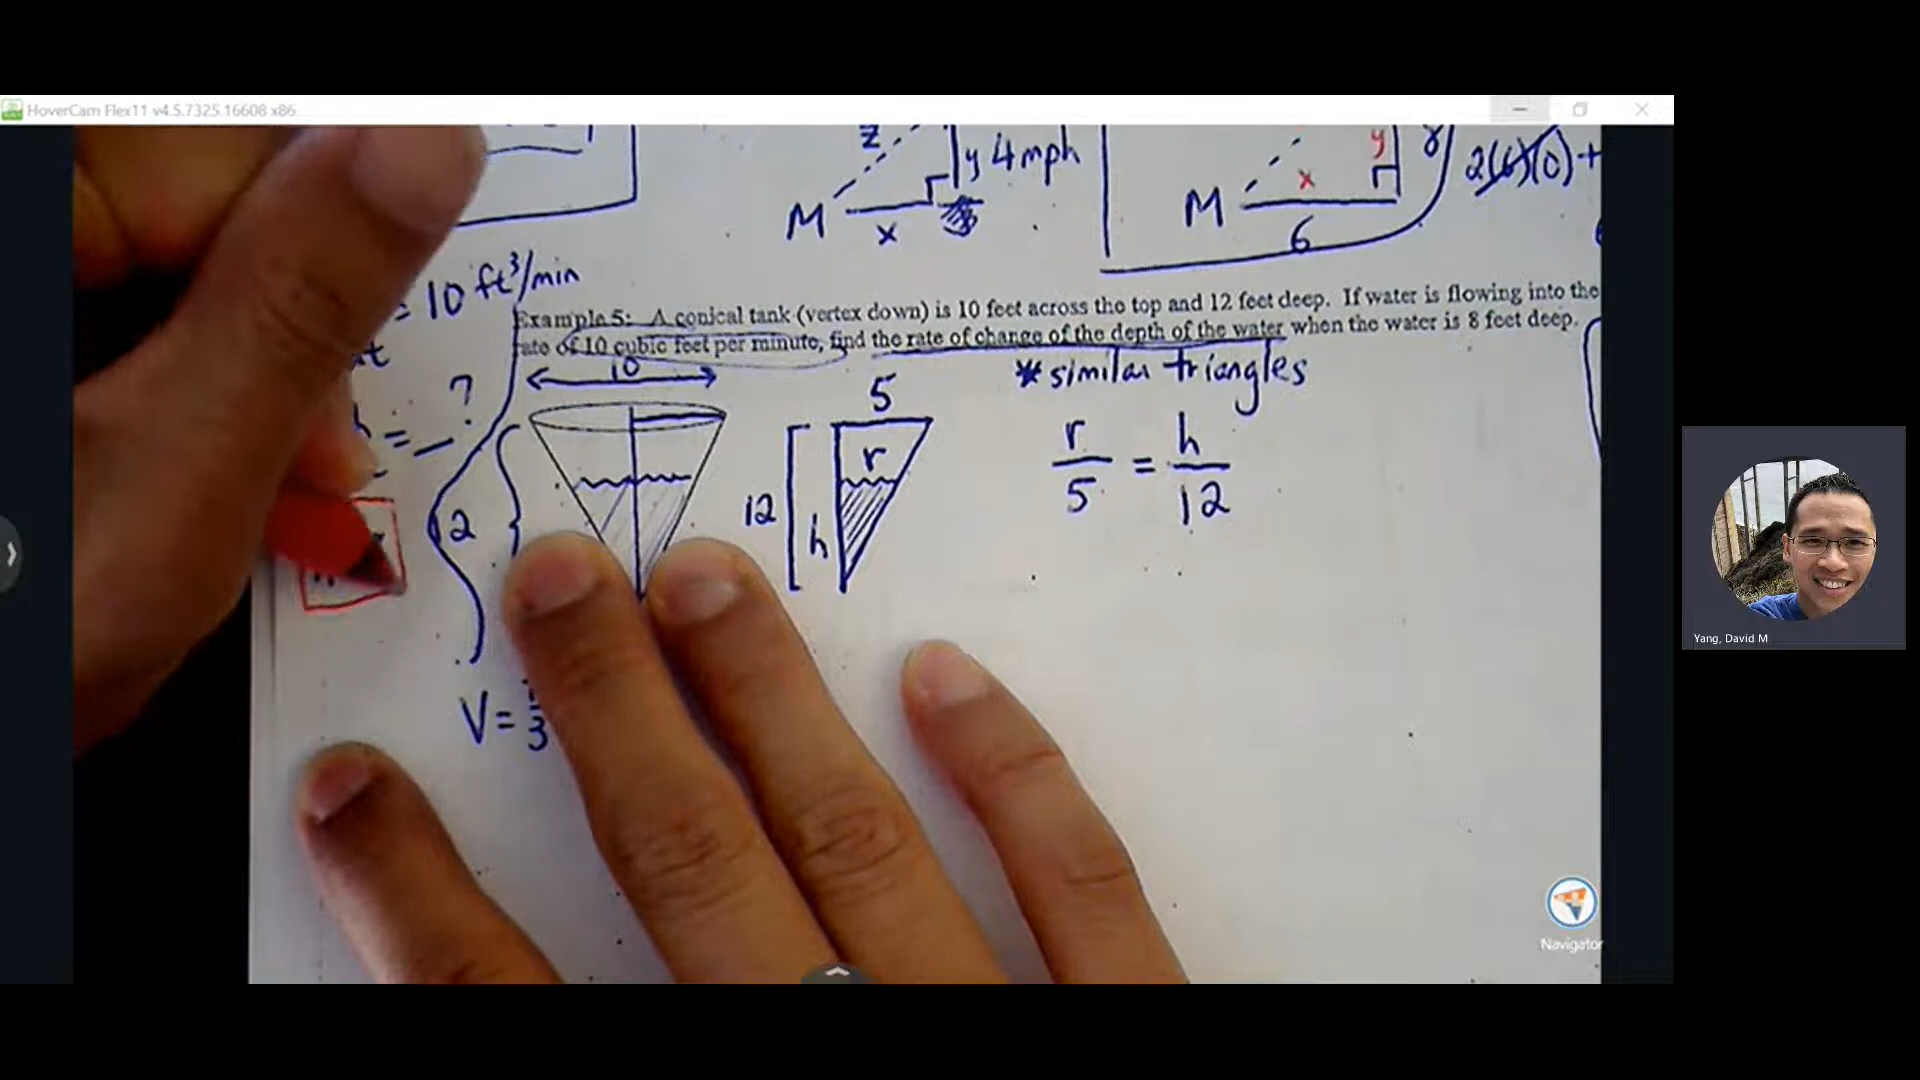 HoverCam Flex11 v4.5.7325.16608 x86
z
y 4mph
M
x
y
x
M
6
8
2(6)(0) +
= 10 ft³/min
Example 5: A conical tank (vertex down) is 10 feet across the top and 12 feet deep. If water is flowing into the
rate of 10 cubic feet per minute, find the rate of change of the depth of the water when the water is 8 feet deep.
= _ ?
10
12
5
r
12
h
* similar triangles
r/5 = h/12
V = π/3
Navigator
Yang, David M